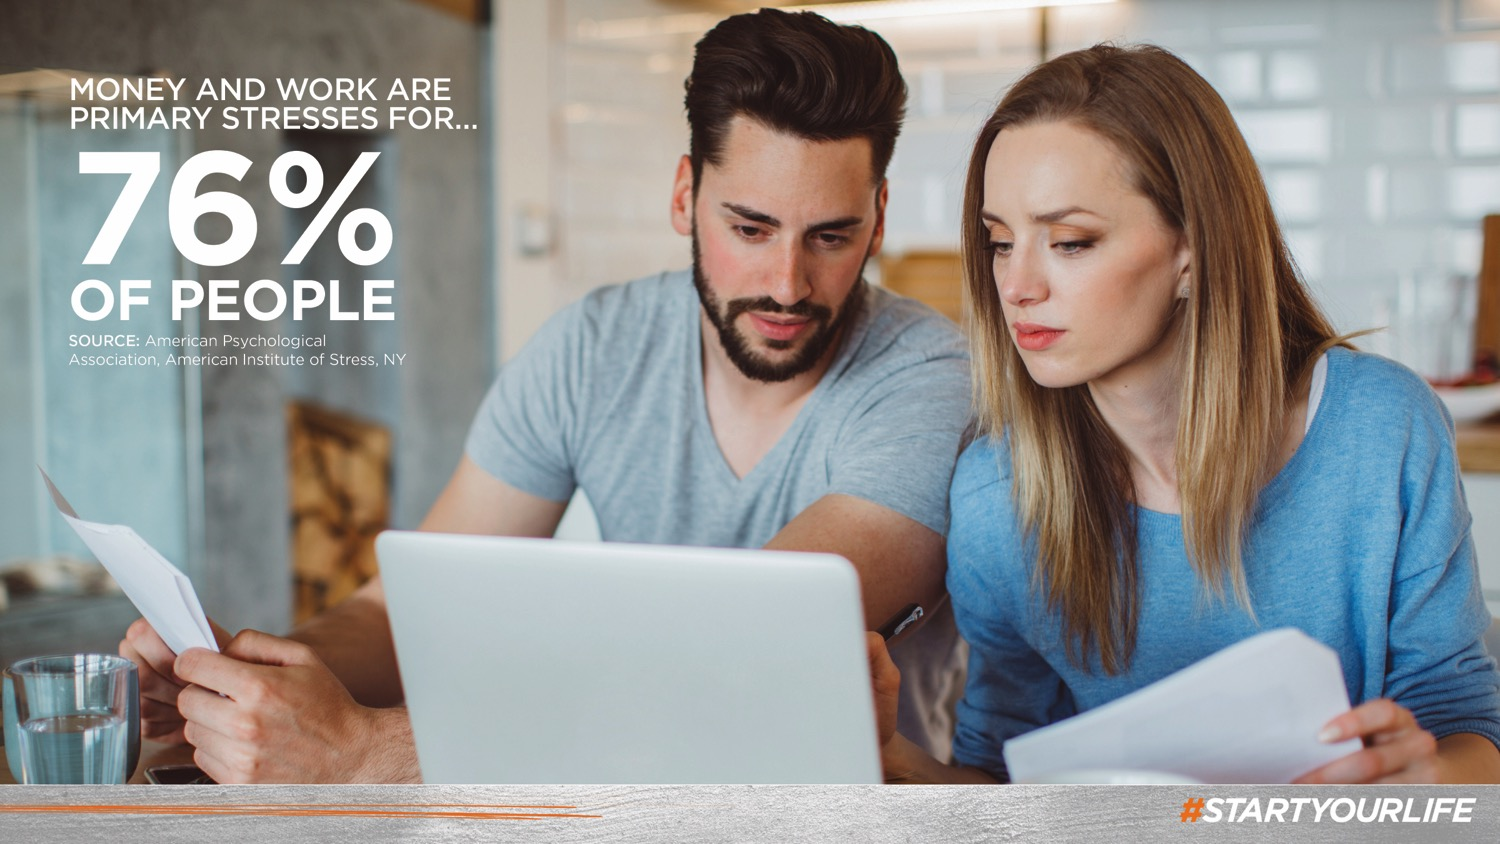 MONEY AND WORK ARE
PRIMARY STRESSES FOR...
76%
OF PEOPLE
SOURCE: American Psychological
Association, American Institute of Stress, NY
#STARTYOURLIFE